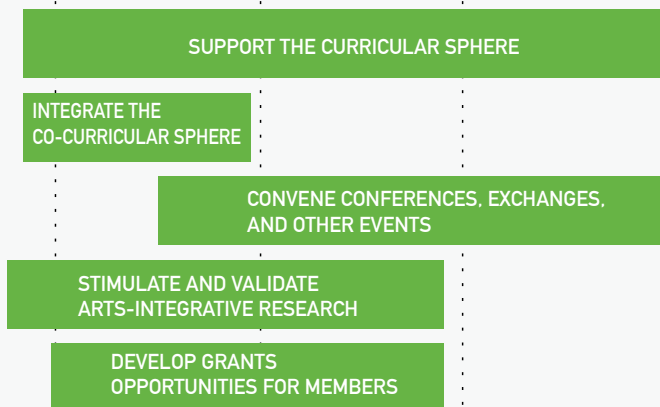 SUPPORT THE CURRICULAR SPHERE
INTEGRATE THE
CO-CURRICULAR SPHERE
CONVENE CONFERENCES, EXCHANGES,
AND OTHER EVENTS
STIMULATE AND VALIDATE
ARTS-INTEGRATIVE RESEARCH
DEVELOP GRANTS
OPPORTUNITIES FOR MEMBERS